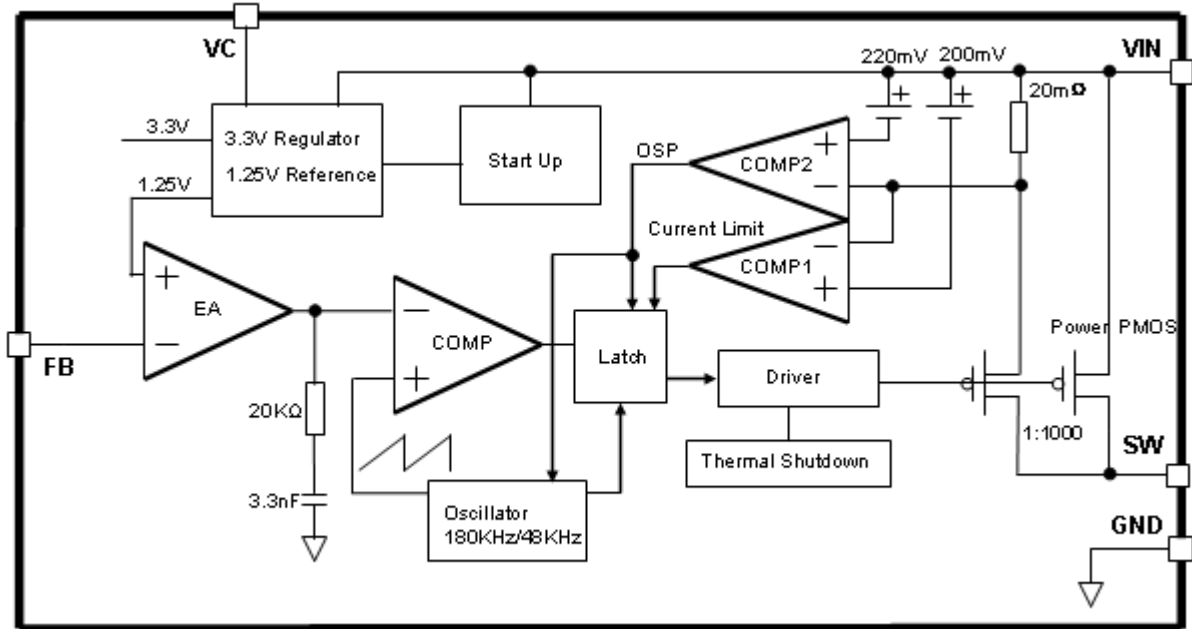 VC
VIN
220mV 200mV
20mΩ
3.3V
3.3V Regulator
1.25V Reference
1.25V
Start Up
OSP
COMP2
+
−
Current Limit
−
COMP1
+
+
EA
−
FB
−
COMP
+
Latch
Driver
Power PMOS
20KΩ
1:1000
SW
Thermal Shutdown
3.3nF
Oscillator
180KHz/48KHz
GND
+
+